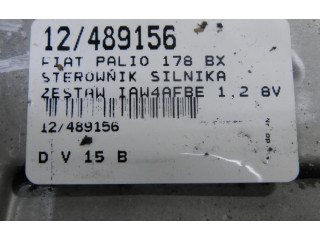 12/489156
FIAT PALIO 178 BX
STEROWNIK SILNIKA
ZESTAW IAW4AFBE 1,2 8V
12/489156
D V 15 B